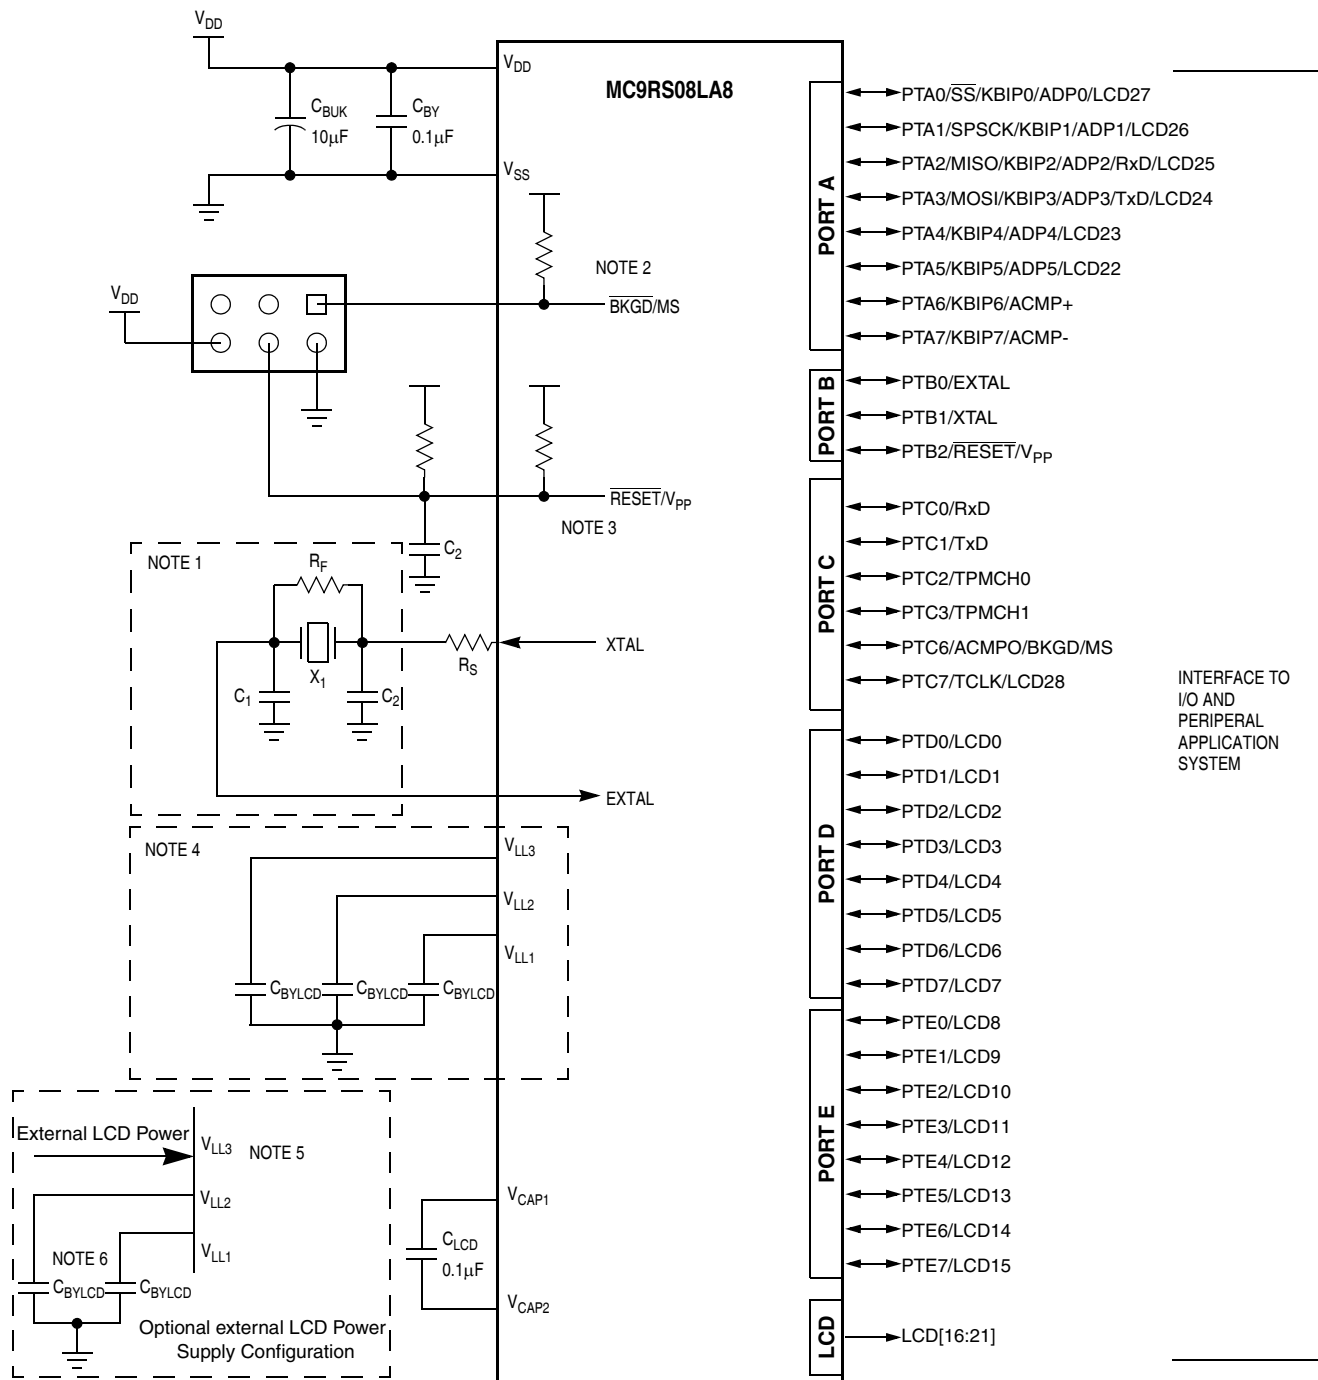 VDD
VDD
MC9RS08LA8
CBUK
10µF
CBY
0.1µF
VSS
NOTE 2
VDD
BKGD/MS
RESET/VPP
NOTE 3
C2
NOTE 1
RF
X1
C1
C2
RS
XTAL
EXTAL
NOTE 4
VLL3
VLL2
VLL1
CBYLCD
CBYLCD
CBYLCD
External LCD Power
VLL3
NOTE 5
VLL2
VLL1
NOTE 6
CBYLCD
CBYLCD
Optional external LCD Power
Supply Configuration
VCAP1
CLCD
0.1µF
VCAP2
PORT A
PTA0/SS/KBIP0/ADP0/LCD27
PTA1/SPSCK/KBIP1/ADP1/LCD26
PTA2/MISO/KBIP2/ADP2/RxD/LCD25
PTA3/MOSI/KBIP3/ADP3/TxD/LCD24
PTA4/KBIP4/ADP4/LCD23
PTA5/KBIP5/ADP5/LCD22
PTA6/KBIP6/ACMP+
PTA7/KBIP7/ACMP-
PORT B
PTB0/EXTAL
PTB1/XTAL
PTB2/RESET/VPP
PORT C
PTC0/RxD
PTC1/TxD
PTC2/TPMCH0
PTC3/TPMCH1
PTC6/ACMPO/BKGD/MS
PTC7/TCLK/LCD28
PORT D
PTD0/LCD0
PTD1/LCD1
PTD2/LCD2
PTD3/LCD3
PTD4/LCD4
PTD5/LCD5
PTD6/LCD6
PTD7/LCD7
PORT E
PTE0/LCD8
PTE1/LCD9
PTE2/LCD10
PTE3/LCD11
PTE4/LCD12
PTE5/LCD13
PTE6/LCD14
PTE7/LCD15
LCD
LCD[16:21]
INTERFACE TO
I/O AND
PERIPERAL
APPLICATION
SYSTEM